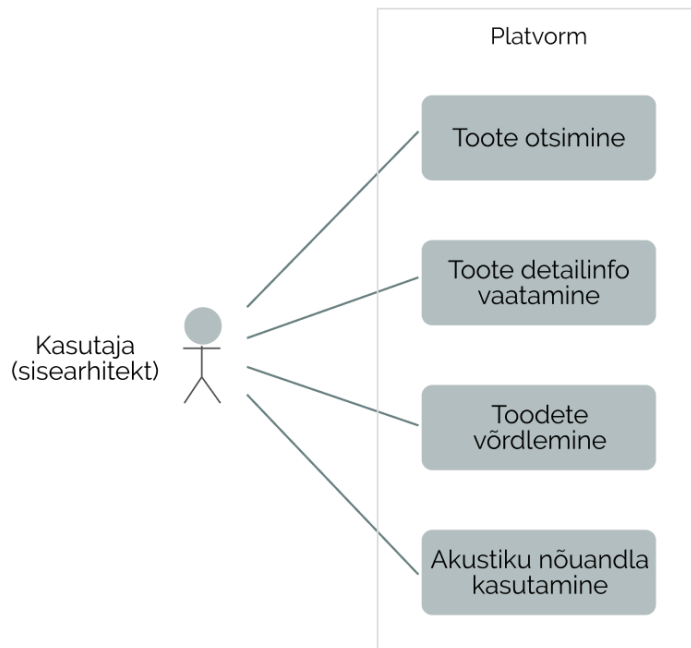 Platvorm
Toote otsimine
Toote detailinfo
vaatamine
Kasutaja
(sisearhitekt)
Toodete
võrdlemine
Akustiku nõuandla
kasutamine